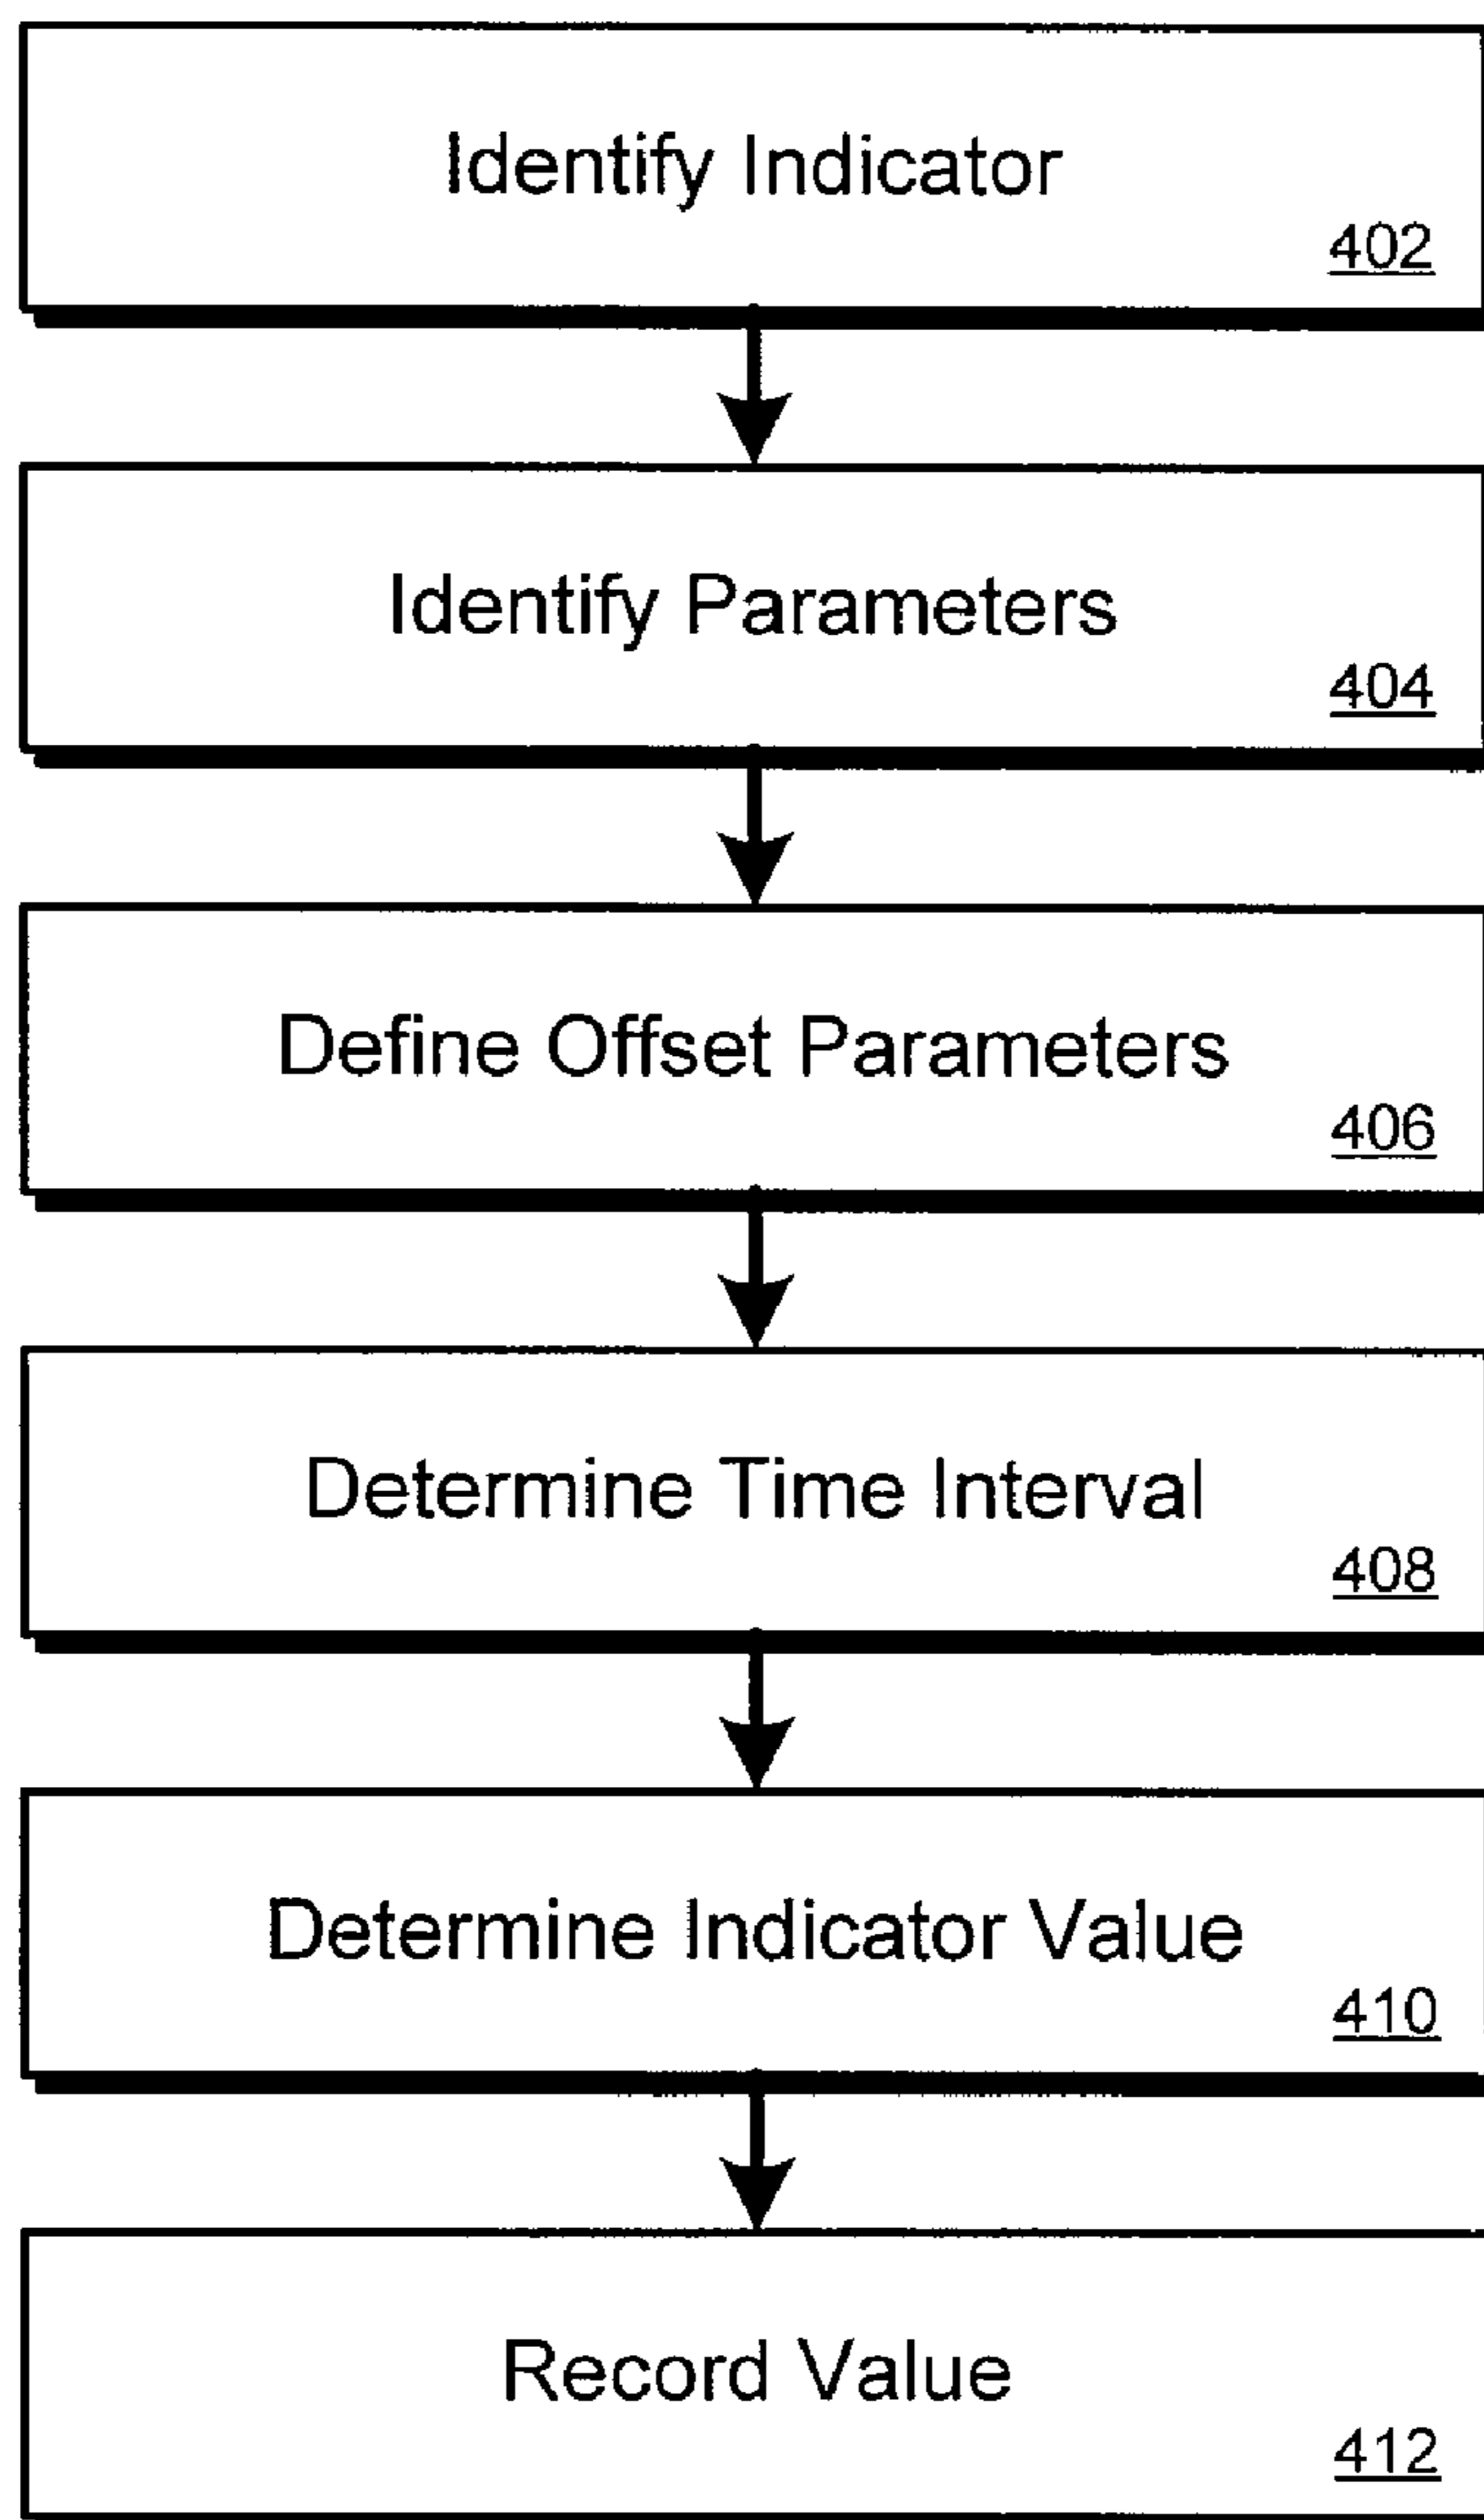 Identify Indicator
402
Identify Parameters
404
Define Offset Parameters
406
Determine Time Interval
408
Determine Indicator Value
410
Record Value
412